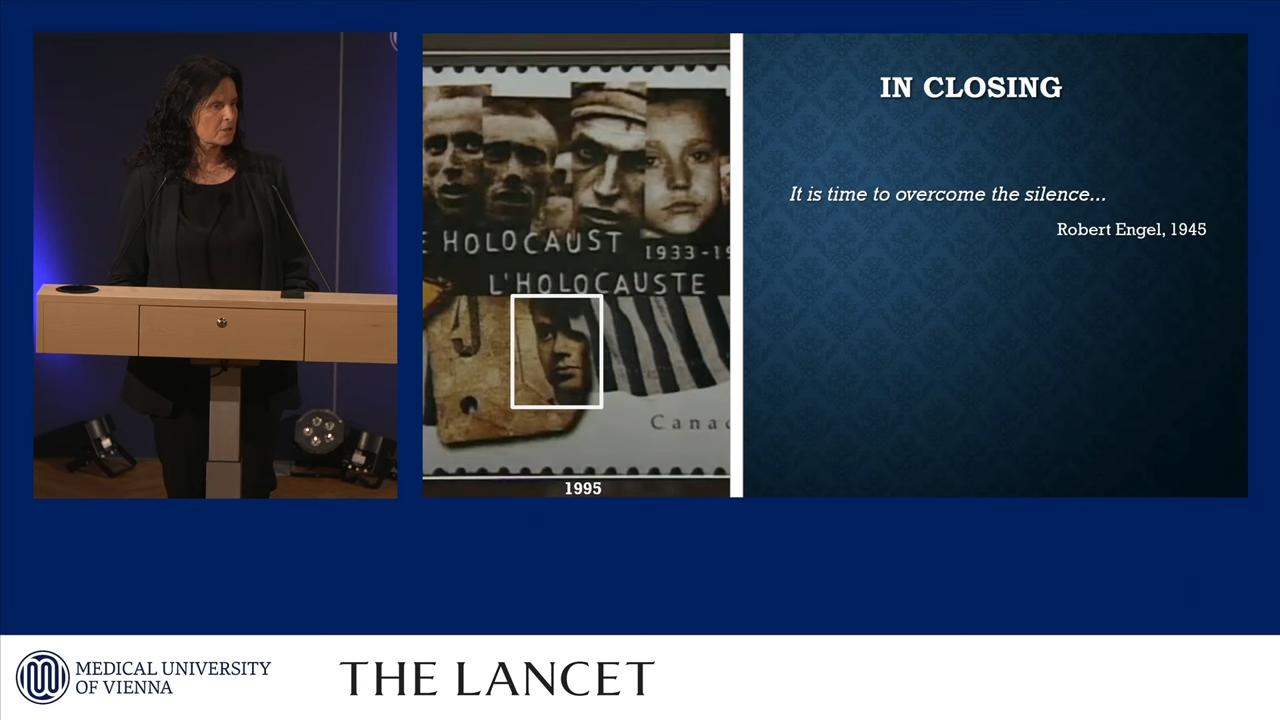 E HOLOCAUST
1933-19
L'HOLOCAUSTE
Cana
1995
IN CLOSING
It is time to overcome the silence...
Robert Engel, 1945
MEDICAL UNIVERSITY
OF VIENNA
THE LANCET